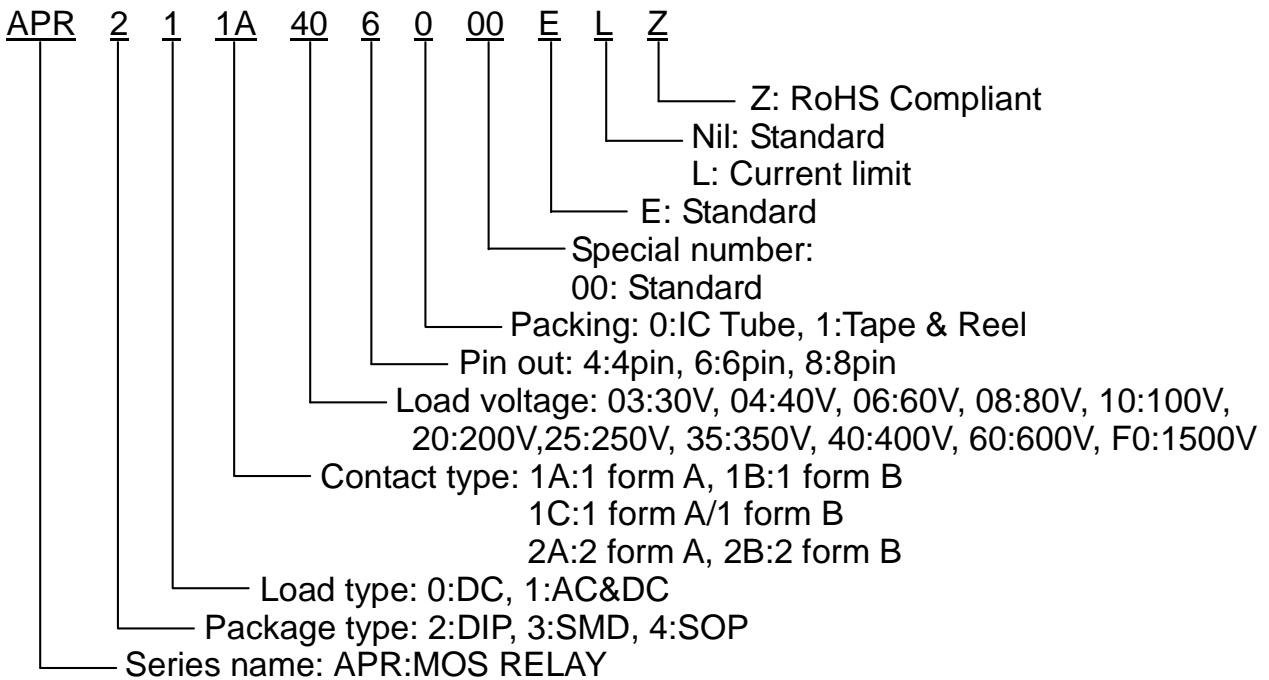 APR 2 1 1A 40 6 0 00 E L Z
Z: RoHS Compliant
Nil: Standard
L: Current limit
E: Standard
Special number:
00: Standard
Packing: 0:IC Tube, 1:Tape & Reel
Pin out: 4:4pin, 6:6pin, 8:8pin
Load voltage: 03:30V, 04:40V, 06:60V, 08:80V, 10:100V,
20:200V,25:250V, 35:350V, 40:400V, 60:600V, F0:1500V
Contact type: 1A:1 form A, 1B:1 form B
1C:1 form A/1 form B
2A:2 form A, 2B:2 form B
Load type: 0:DC, 1:AC&DC
Package type: 2:DIP, 3:SMD, 4:SOP
Series name: APR:MOS RELAY